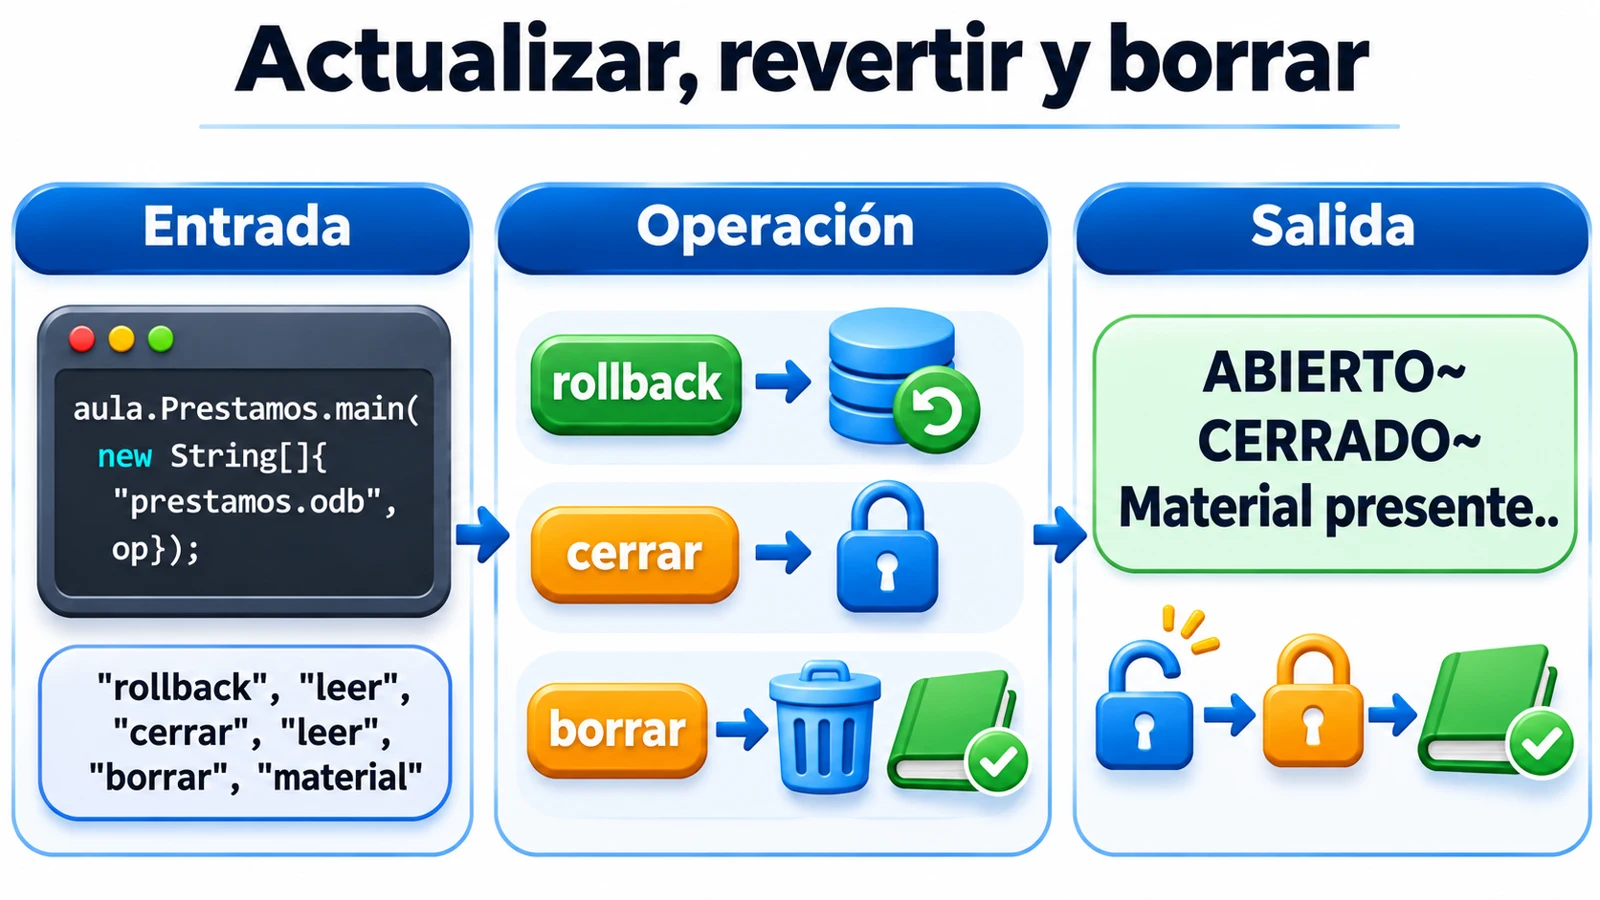 Actualizar, revertir y borrar
Entrada
aula.Prestamos.main(
new String[]{
"prestamos.odb",
op});
"rollback", "leer",
"cerrar", "leer",
"borrar", "material"
Operación
rollback
cerrar
borrar
Salida
ABIERTO~
CERRADO~
Material presente..